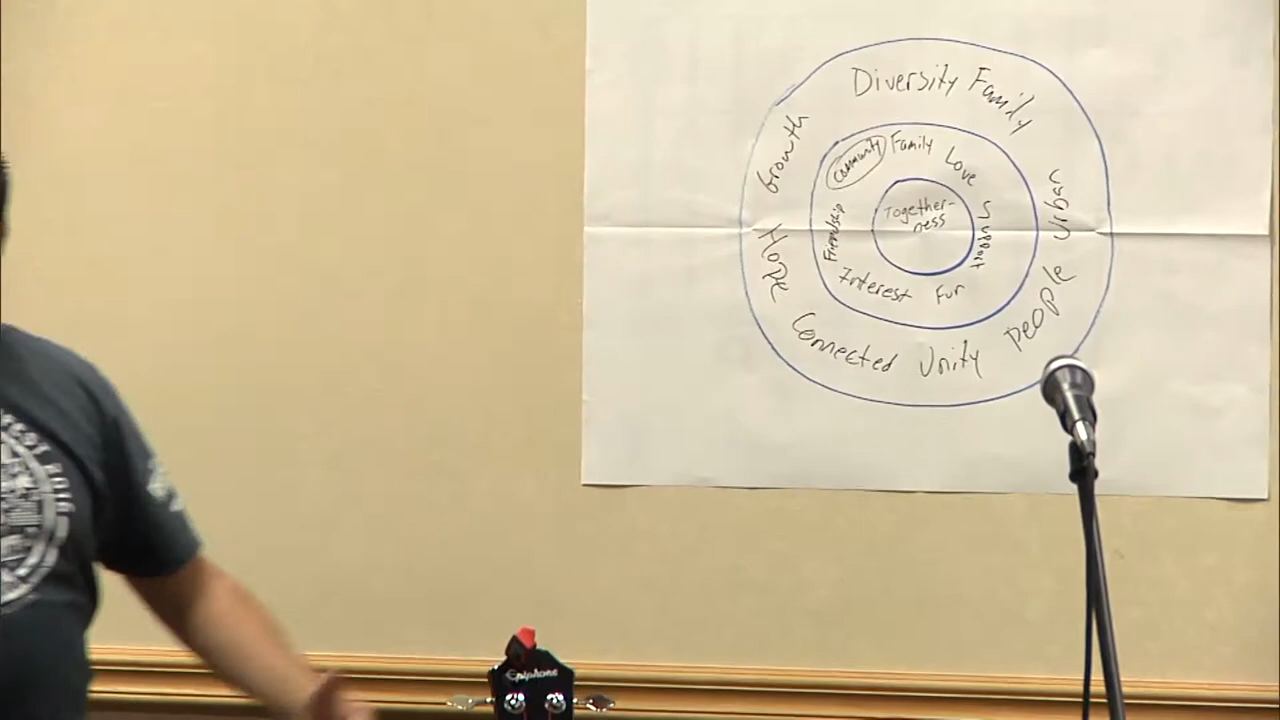 Diversity Family
Growth
Urban
Hope
People
Connected Unity
Community Family Love
Friendship
Support
Interest Fun
Together-
ness
Epiphone